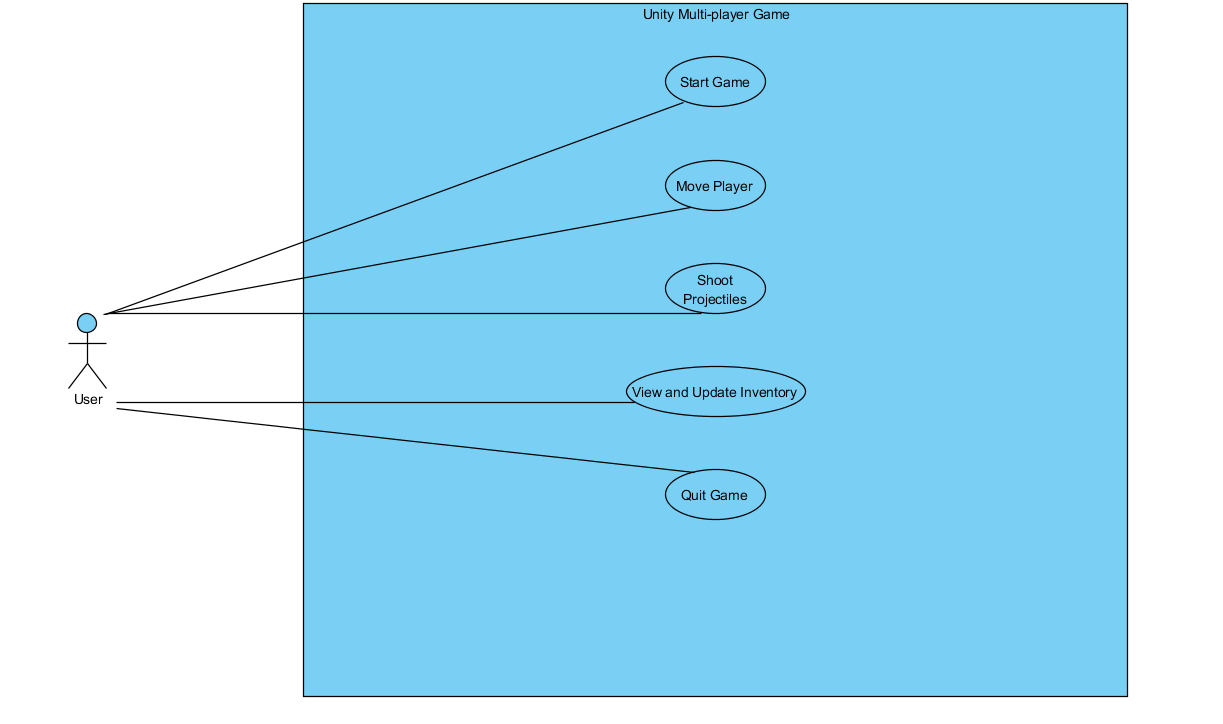 Unity Multi-player Game
Start Game
Move Player
Shoot
Projectiles
View and Update Inventory
User
Quit Game